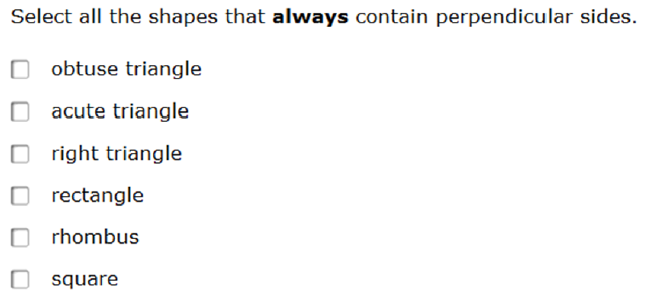 Select all the shapes that always contain perpendicular sides.
obtuse triangle
acute triangle
right triangle
rectangle
rhombus
square